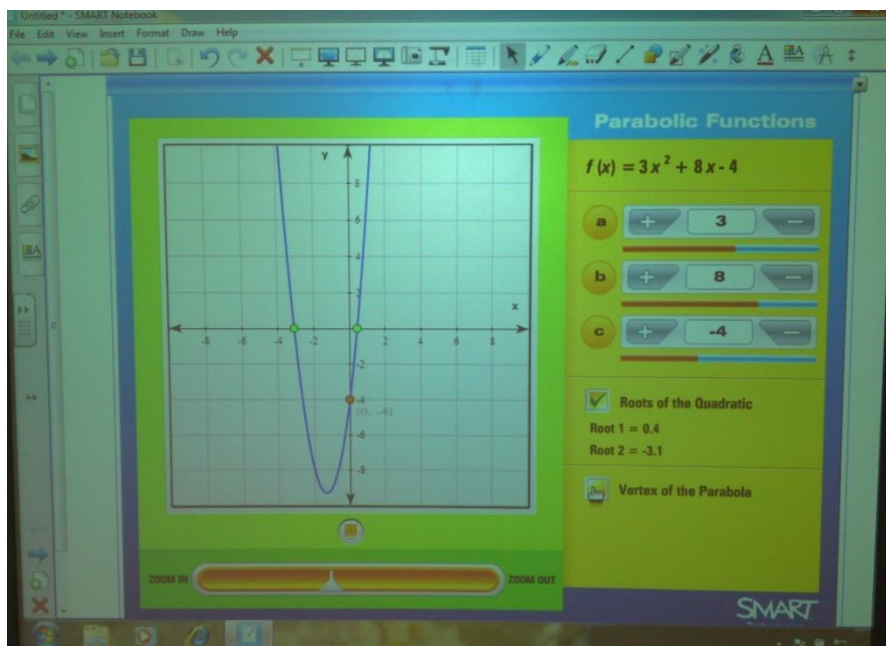 Untitled * - SMART Notebook
File Edit View Insert Format Draw Help
Parabolic Functions
f (x) = 3x² + 8x - 4
y
8
6
4
2
x
-8 -6 -4 -2 2 4 6 8
-2
-4
(0, -4)
-6
-8
a + 3 −
b + 8 −
c + -4 −
Roots of the Quadratic
Root 1 = 0.4
Root 2 = -3.1
Vertex of the Parabola
ZOOM IN ZOOM OUT
SMART